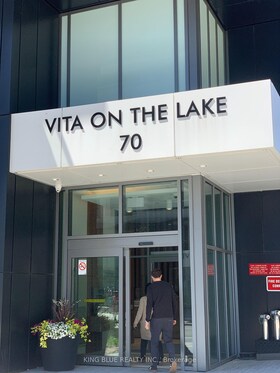 VITA ON THE LAKE
70
KING BLUE REALTY INC., Brokerage